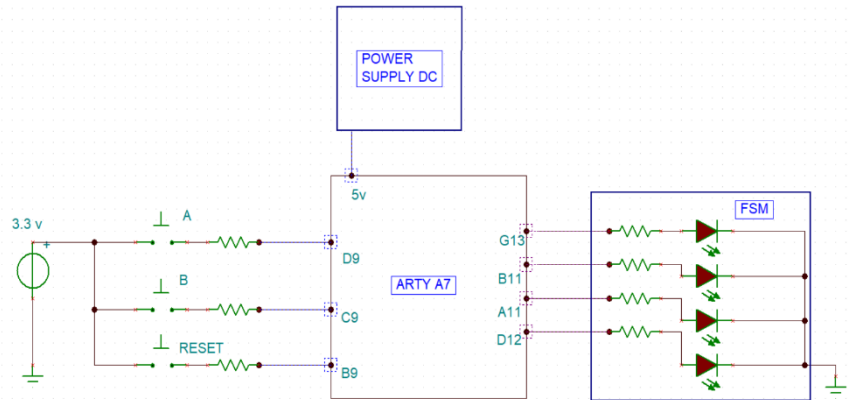 POWER
SUPPLY DC
5v
3.3 v
+
A
D9
B
C9
RESET
B9
ARTY A7
G13
B11
A11
D12
FSM